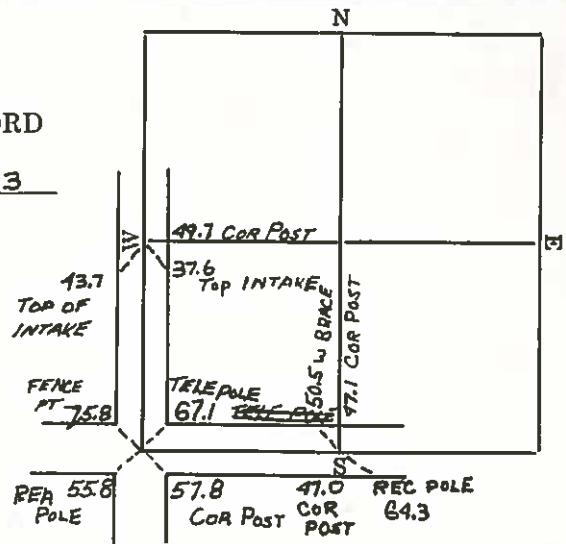 N
RD
3
W
49.7 COR POST
E
43.7
TOP OF
INTAKE
37.6
TOP INTAKE
50.5 W BRACE
47.1 COR POST
FENCE
PT
75.8
TELE POLE
67.1 TELE POLE
S
REA 55.8
POLE
57.8
COR POST
47.0
COR
POST
REC POLE
64.3